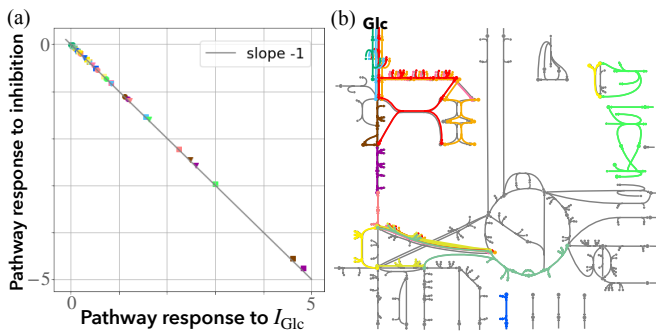 (a)
0
−5
slope -1
Pathway response to inhibition
0
5
Pathway response to I_Glc
(b)
Glc